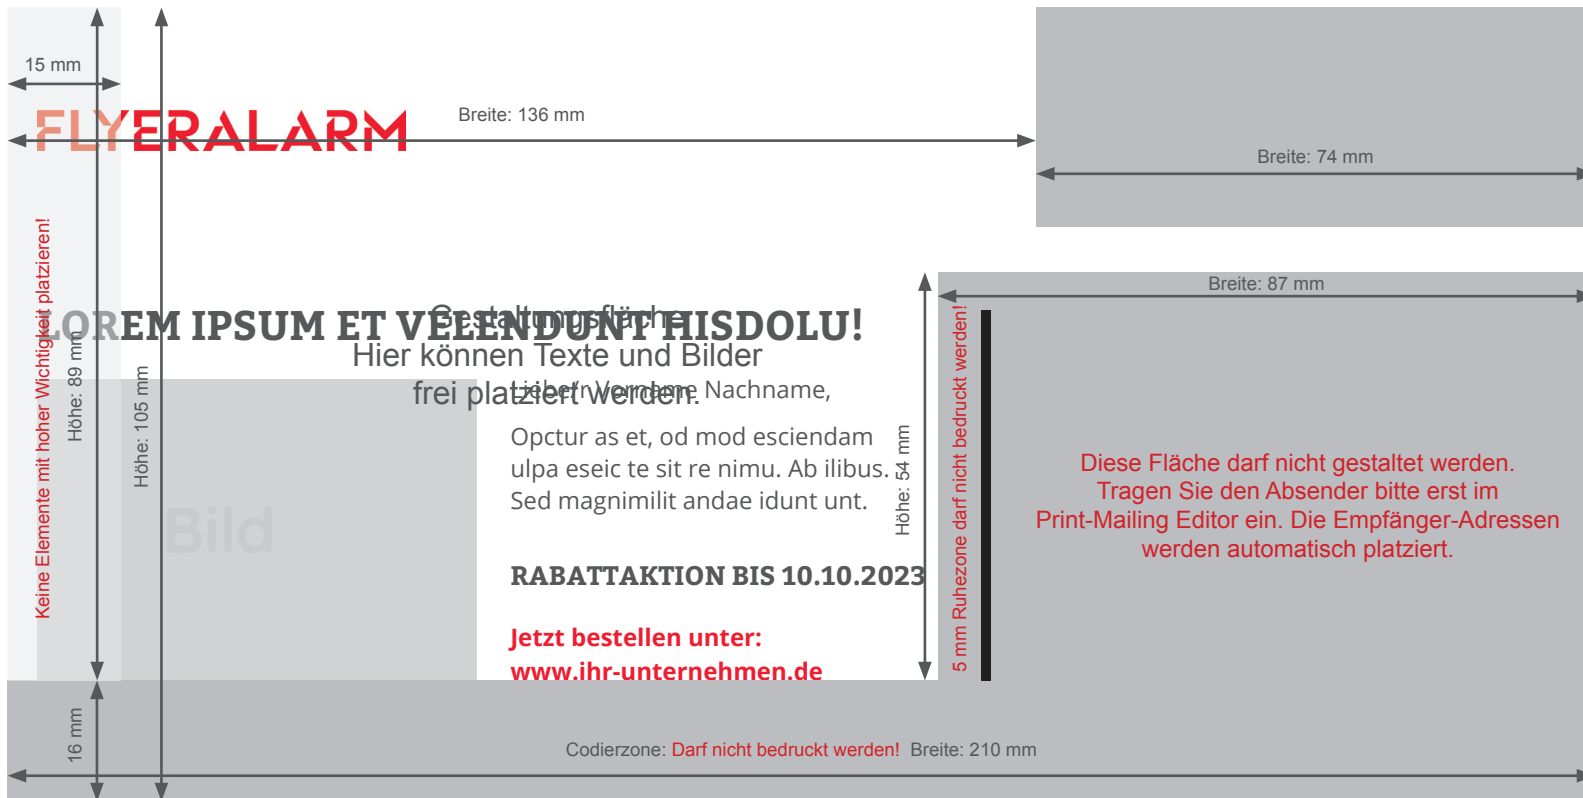 15 mm
FLYERALARM
Breite: 136 mm
Breite: 74 mm
Keine Elemente mit hoher Wichtigkeit platzieren!
Höhe: 89 mm
Höhe: 105 mm
LOREM IPSUM ET VELENDUNT HISDOLU!
Gestaltungsfläche
Hier können Texte und Bilder
frei platziert werden.
Liebe/r Vorname Nachname,
Opctur as et, od mod esciendam
ulpa eseic te sit re nimu. Ab ilibus.
Sed magnimilit andae idunt unt.
Bild
RABATTAKTION BIS 10.10.2023
Jetzt bestellen unter:
www.ihr-unternehmen.de
Höhe: 54 mm
Breite: 87 mm
5 mm Ruhezone darf nicht bedruckt werden!
Diese Fläche darf nicht gestaltet werden.
Tragen Sie den Absender bitte erst im
Print-Mailing Editor ein. Die Empfänger-Adressen
werden automatisch platziert.
16 mm
Codierzone: Darf nicht bedruckt werden! Breite: 210 mm